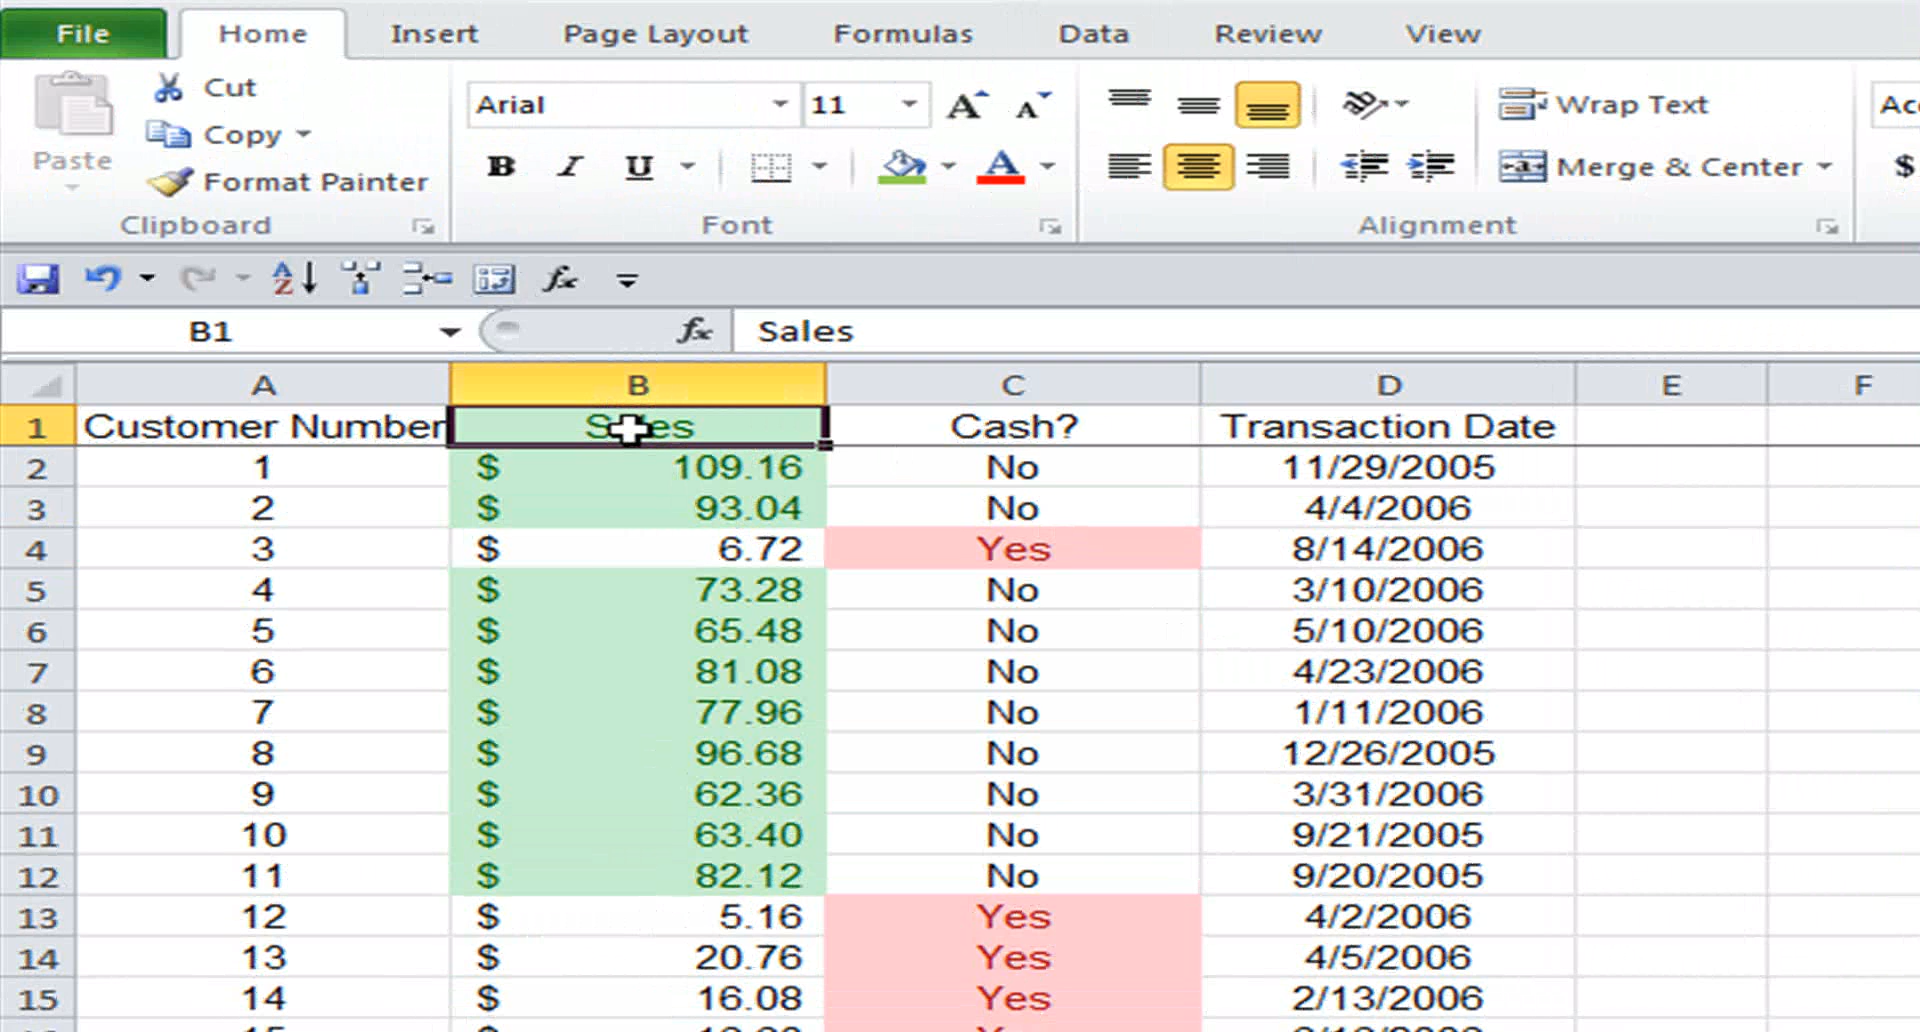 File Home Insert Page Layout Formulas Data Review View
Cut
Copy
Paste
Format Painter
Clipboard
Arial 11 A A
B I U A
Font
Wrap Text
Merge & Center
Alignment
$
B1 fx Sales
A B C D E F
1 Customer Number Sales Cash? Transaction Date
2 1 $ 109.16 No 11/29/2005
3 2 $ 93.04 No 4/4/2006
4 3 $ 6.72 Yes 8/14/2006
5 4 $ 73.28 No 3/10/2006
6 5 $ 65.48 No 5/10/2006
7 6 $ 81.08 No 4/23/2006
8 7 $ 77.96 No 1/11/2006
9 8 $ 96.68 No 12/26/2005
10 9 $ 62.36 No 3/31/2006
11 10 $ 63.40 No 9/21/2005
12 11 $ 82.12 No 9/20/2005
13 12 $ 5.16 Yes 4/2/2006
14 13 $ 20.76 Yes 4/5/2006
15 14 $ 16.08 Yes 2/13/2006